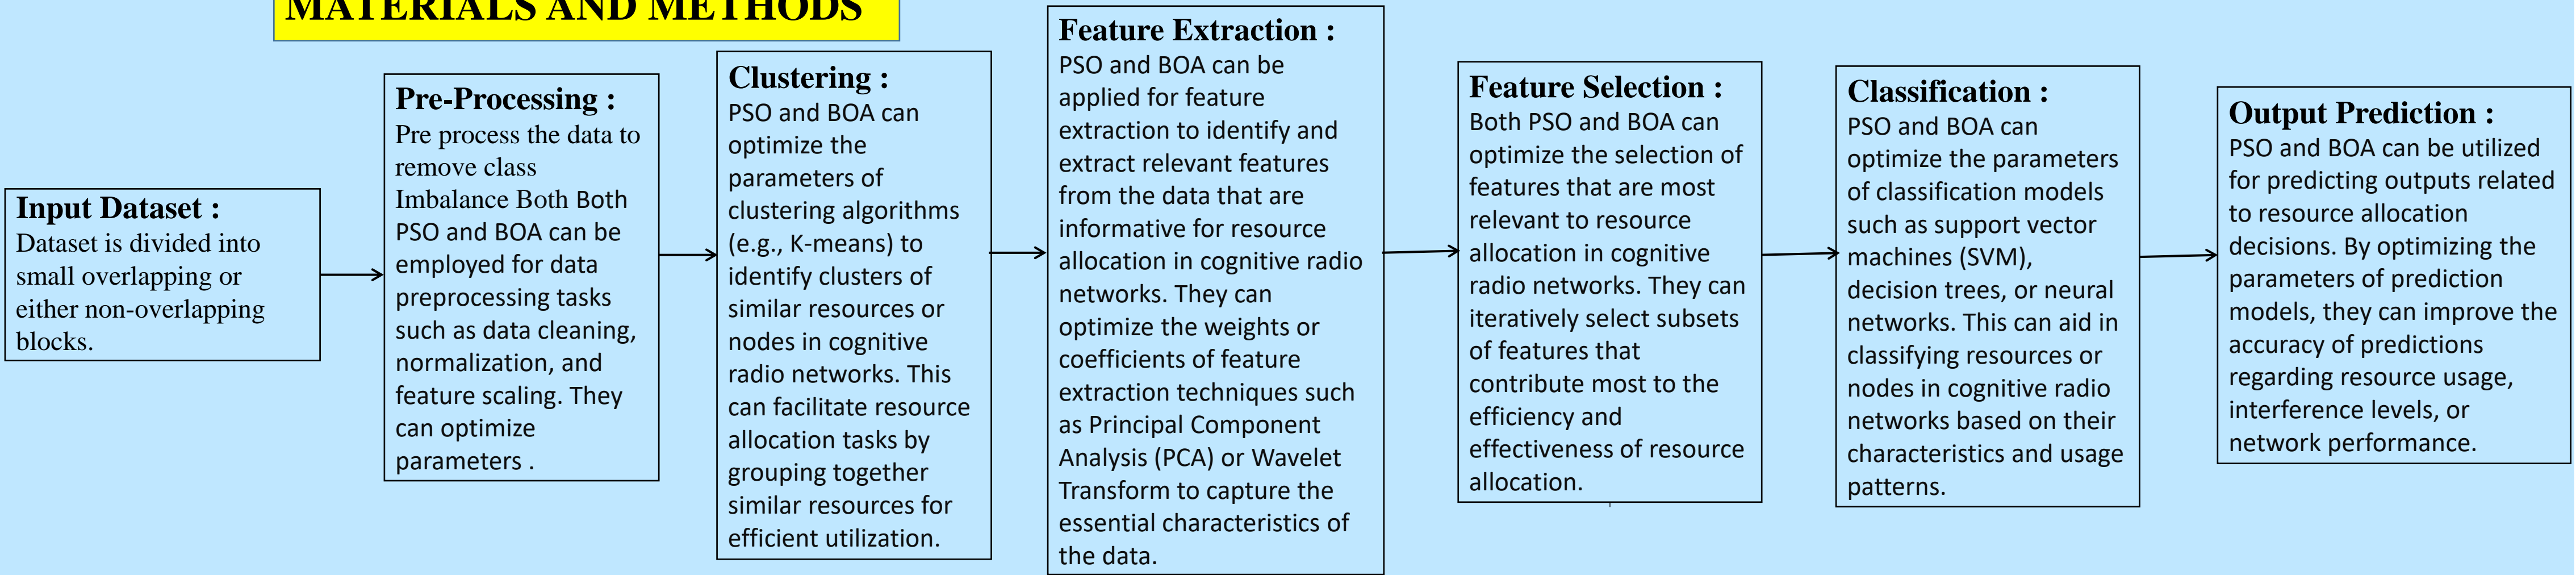 MATERIALS AND METHODS
Input Dataset :
Dataset is divided into
small overlapping or
either non-overlapping
blocks.
Pre-Processing :
Pre process the data to
remove class
Imbalance Both Both
PSO and BOA can be
employed for data
preprocessing tasks
such as data cleaning,
normalization, and
feature scaling. They
can optimize
parameters .
Clustering :
PSO and BOA can
optimize the
parameters of
clustering algorithms
(e.g., K-means) to
identify clusters of
similar resources or
nodes in cognitive
radio networks. This
can facilitate resource
allocation tasks by
grouping together
similar resources for
efficient utilization.
Feature Extraction :
PSO and BOA can be
applied for feature
extraction to identify and
extract relevant features
from the data that are
informative for resource
allocation in cognitive radio
networks. They can
optimize the weights or
coefficients of feature
extraction techniques such
as Principal Component
Analysis (PCA) or Wavelet
Transform to capture the
essential characteristics of
the data.
Feature Selection :
Both PSO and BOA can
optimize the selection of
features that are most
relevant to resource
allocation in cognitive
radio networks. They can
iteratively select subsets
of features that
contribute most to the
efficiency and
effectiveness of resource
allocation.
Classification :
PSO and BOA can
optimize the parameters
of classification models
such as support vector
machines (SVM),
decision trees, or neural
networks. This can aid in
classifying resources or
nodes in cognitive radio
networks based on their
characteristics and usage
patterns.
Output Prediction :
PSO and BOA can be utilized
for predicting outputs related
to resource allocation
decisions. By optimizing the
parameters of prediction
models, they can improve the
accuracy of predictions
regarding resource usage,
interference levels, or
network performance.